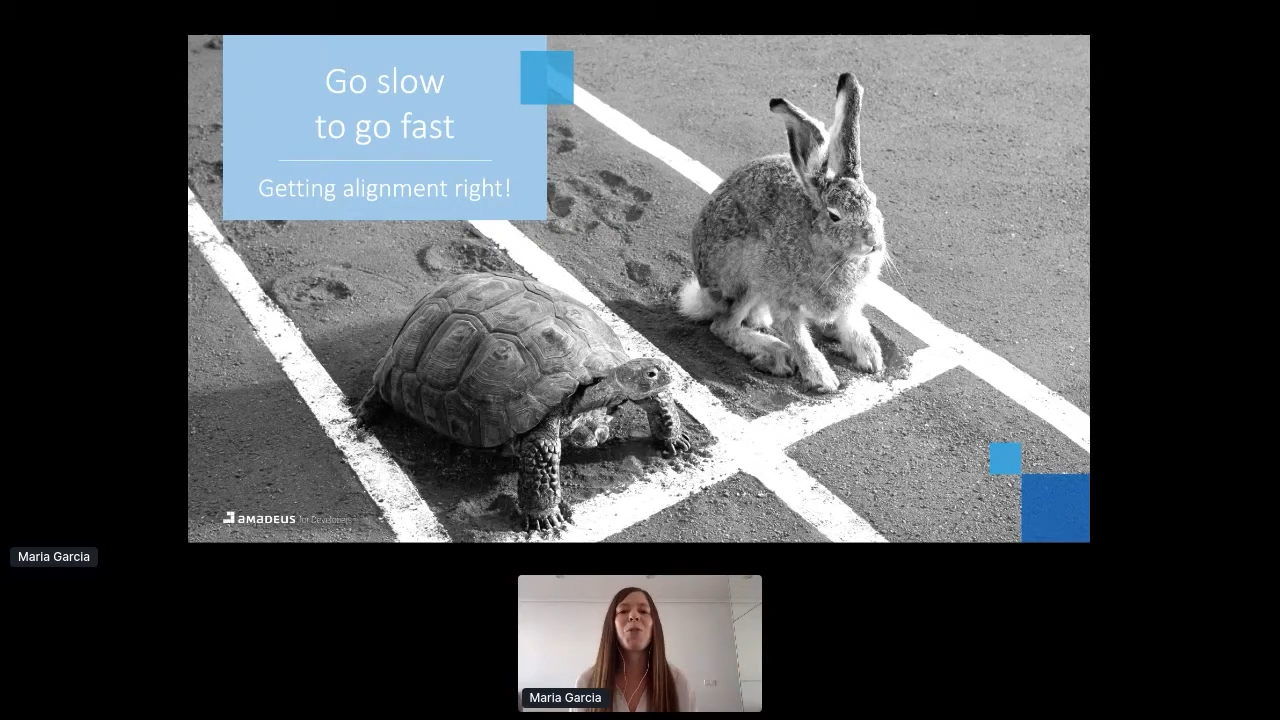 Go slow
to go fast
Getting alignment right!
amadeus for Developers
Maria Garcia
Maria Garcia